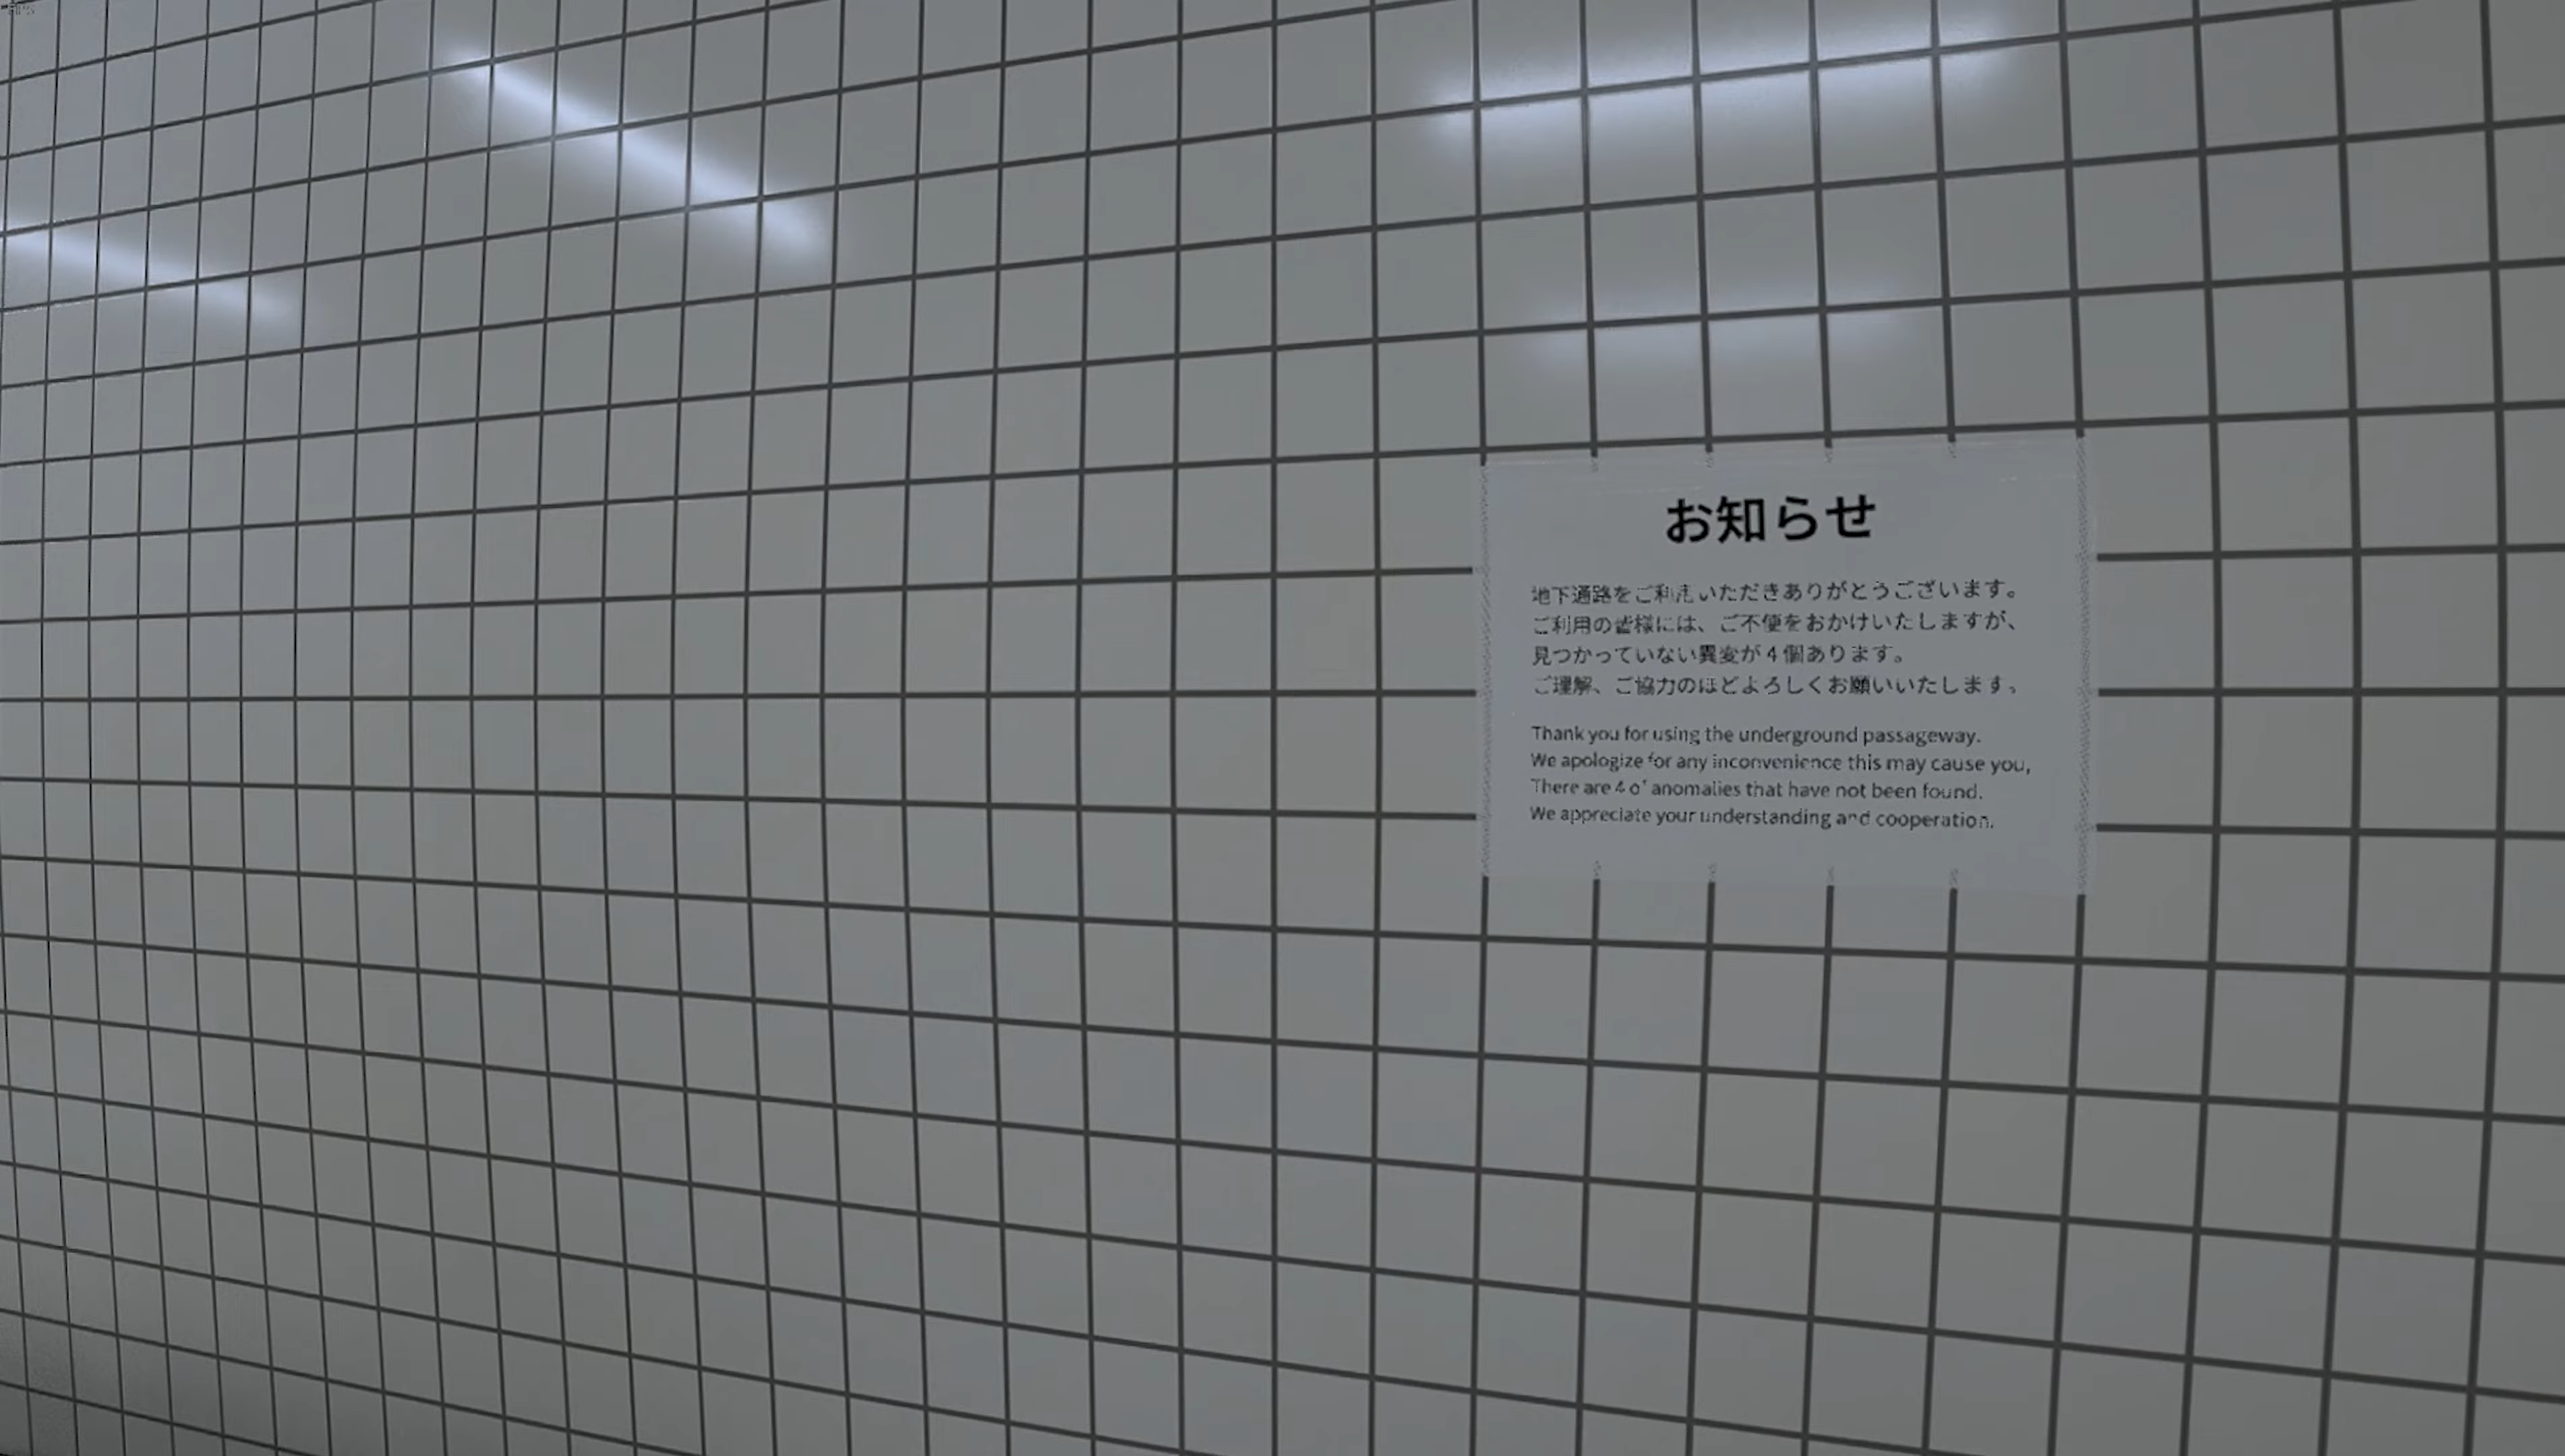 お知らせ
地下通路をご利用いただきありがとうございます。
ご利用の皆様には、ご不便をおかけいたしますが、
見つかっていない異変が4個あります。
ご理解、ご協力のほどよろしくお願いいたします。
Thank you for using the underground passageway.
We apologize for any inconvenience this may cause you,
There are 4 of anomalies that have not been found.
We appreciate your understanding and cooperation.